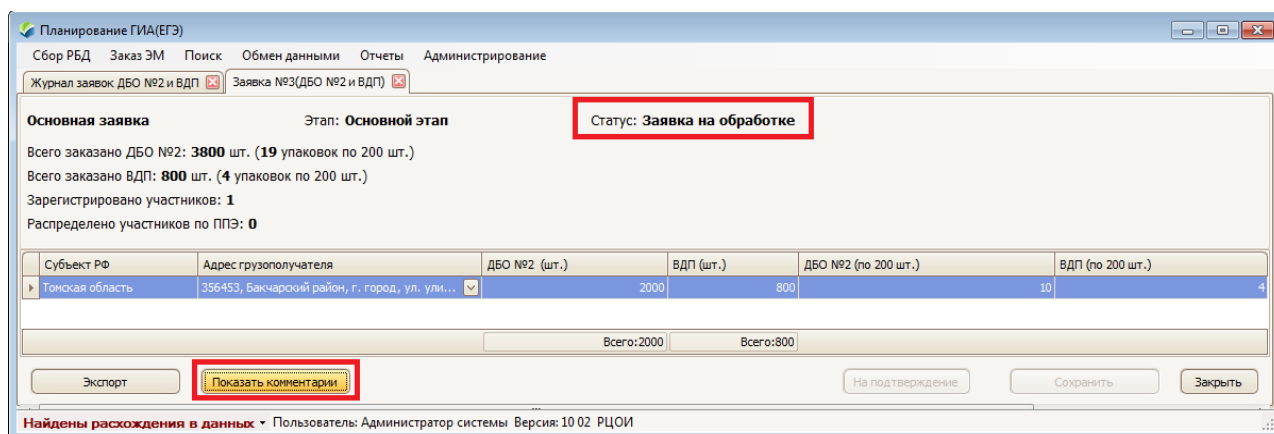 Планирование ГИА(ЕГЭ)
Сбор РБД Заказ ЭМ Поиск Обмен данными Отчеты Администрирование
Журнал заявок ДБО №2 и ВДП Заявка №3(ДБО №2 и ВДП)
Основная заявка Этап: Основной этап Статус: Заявка на обработке
Всего заказано ДБО №2: 3800 шт. (19 упаковок по 200 шт.)
Всего заказано ВДП: 800 шт. (4 упаковок по 200 шт.)
Зарегистрировано участников: 1
Распределено участников по ППЭ: 0
Субъект РФ Адрес грузополучателя ДБО №2 (шт.) ВДП (шт.) ДБО №2 (по 200 шт.) ВДП (по 200 шт.)
Томская область 356453, Бакчарский район, г. город, ул. ули... 2000 800 10 4
Всего:2000 Всего:800
Экспорт Показать комментарии На подтверждение Сохранить Закрыть
Найдены расхождения в данных Пользователь: Администратор системы Версия: 10 02 РЦОИ